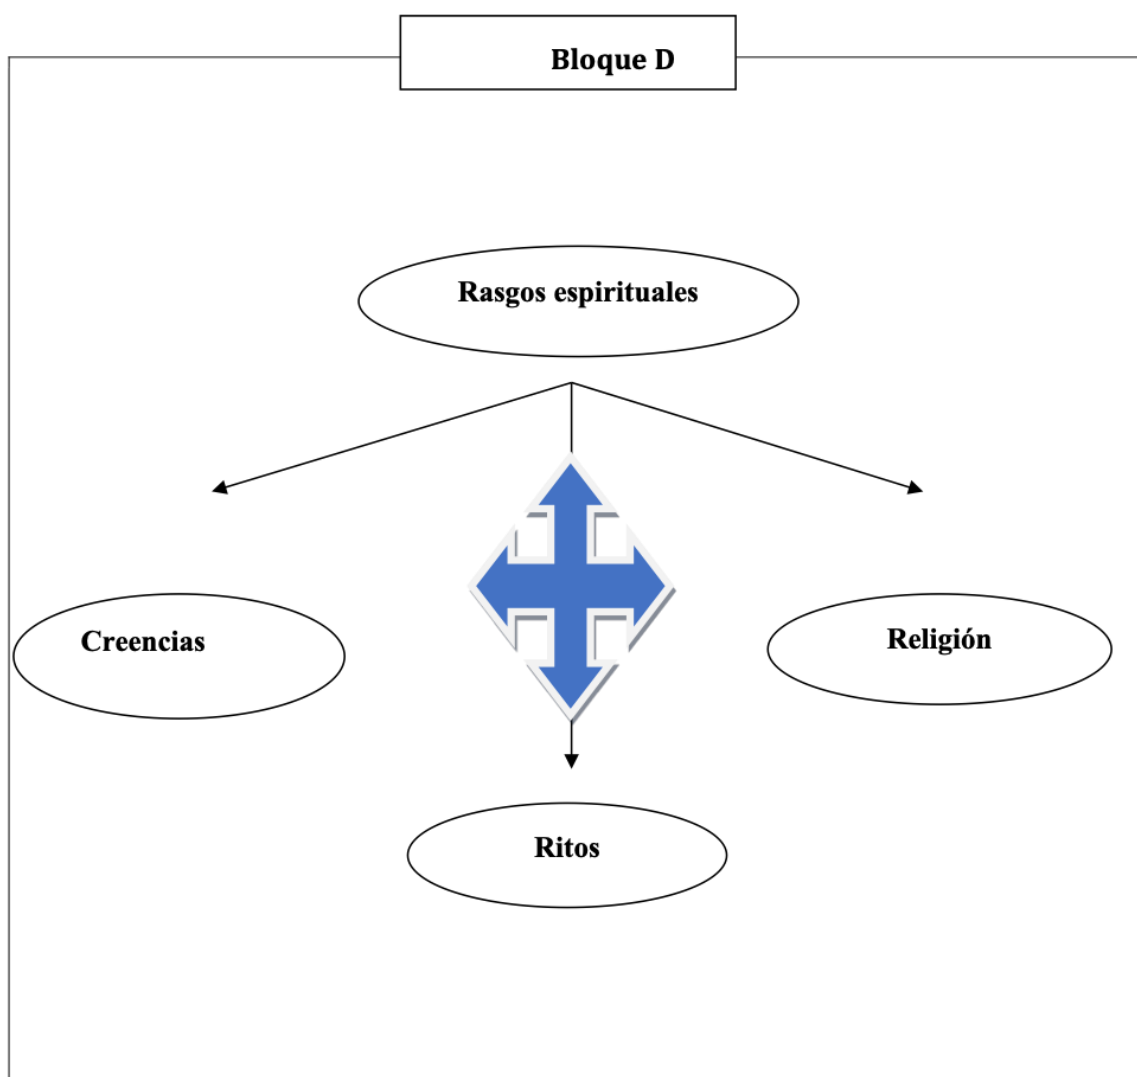 Bloque D
Rasgos espirituales
Creencias
Religión
Ritos